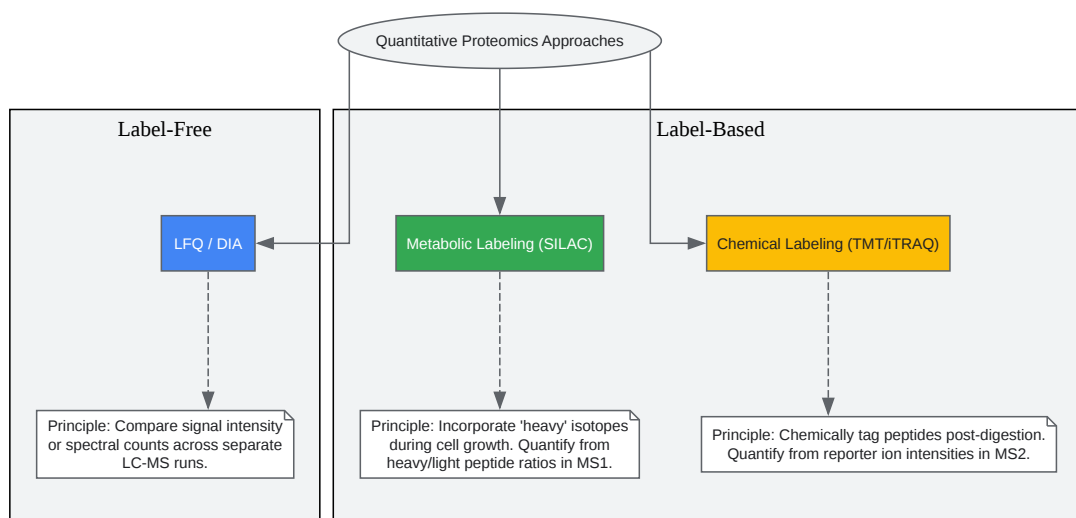 Quantitative Proteomics Approaches
Label-Free
Label-Based
LFQ / DIA
Metabolic Labeling (SILAC)
Chemical Labeling (TMT/iTRAQ)
Principle: Compare signal intensity
or spectral counts across separate
LC-MS runs.
Principle: Incorporate 'heavy' isotopes
during cell growth. Quantify from
heavy/light peptide ratios in MS1.
Principle: Chemically tag peptides post-digestion.
Quantify from reporter ion intensities in MS2.